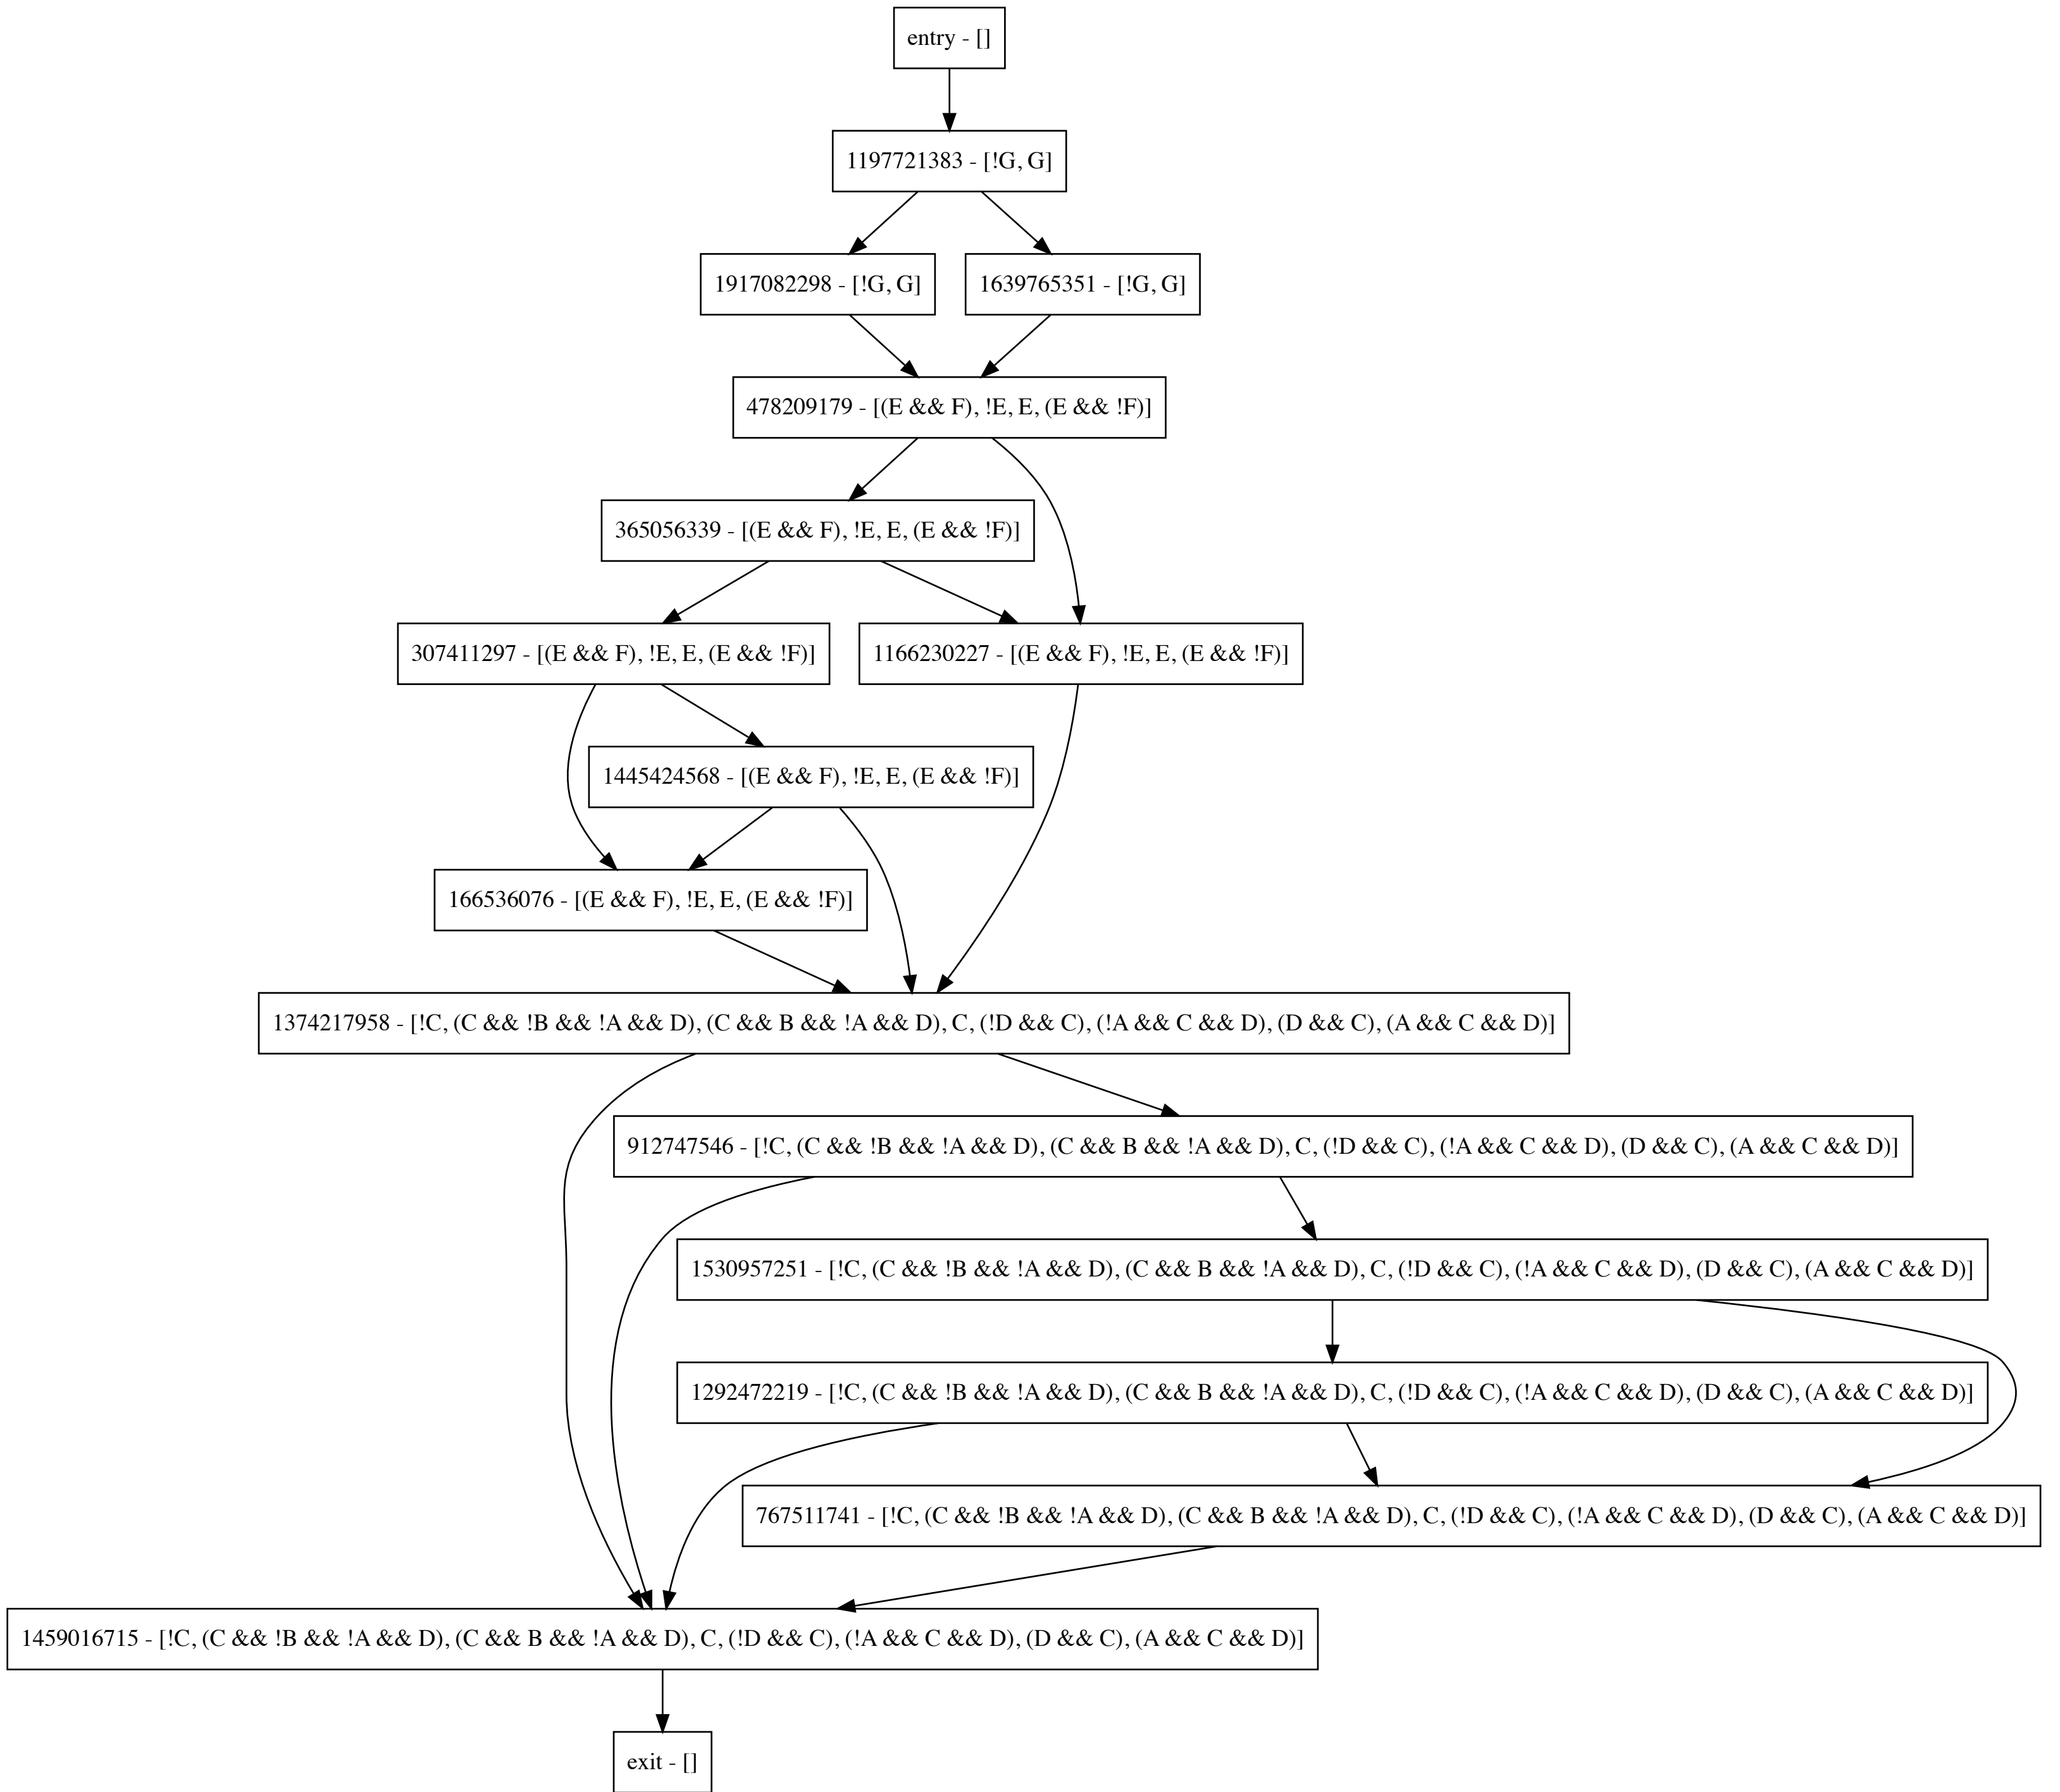 entry - []
1197721383 - [!G, G]
1917082298 - [!G, G]
1639765351 - [!G, G]
478209179 - [(E && F), !E, E, (E && !F)]
365056339 - [(E && F), !E, E, (E && !F)]
307411297 - [(E && F), !E, E, (E && !F)]
1166230227 - [(E && F), !E, E, (E && !F)]
1445424568 - [(E && F), !E, E, (E && !F)]
166536076 - [(E && F), !E, E, (E && !F)]
1374217958 - [!C, (C && !B && !A && D), (C && B && !A && D), C, (!D && C), (!A && C && D), (D && C), (A && C && D)]
912747546 - [!C, (C && !B && !A && D), (C && B && !A && D), C, (!D && C), (!A && C && D), (D && C), (A && C && D)]
1530957251 - [!C, (C && !B && !A && D), (C && B && !A && D), C, (!D && C), (!A && C && D), (D && C), (A && C && D)]
1292472219 - [!C, (C && !B && !A && D), (C && B && !A && D), C, (!D && C), (!A && C && D), (D && C), (A && C && D)]
767511741 - [!C, (C && !B && !A && D), (C && B && !A && D), C, (!D && C), (!A && C && D), (D && C), (A && C && D)]
1459016715 - [!C, (C && !B && !A && D), (C && B && !A && D), C, (!D && C), (!A && C && D), (D && C), (A && C && D)]
exit - []